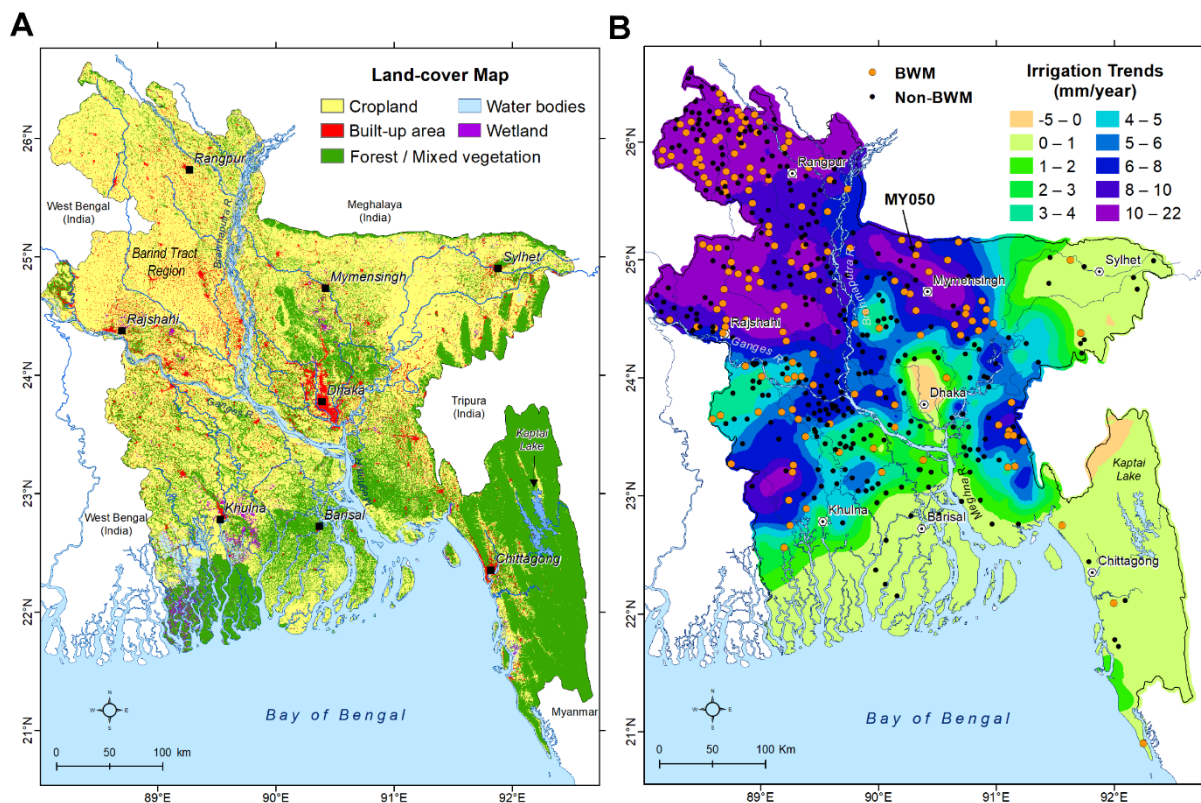 A
Land-cover Map
Cropland
Water bodies
Built-up area
Wetland
Forest / Mixed vegetation
26°N
25°N
24°N
23°N
22°N
21°N
Rangpur
West Bengal
(India)
Meghalaya
(India)
Brahmaputra R.
Barind Tract
Region
Sylhet
Mymensingh
Rajshahi
Dhaka
Tripura
(India)
Ganges R.
Kaptai
Lake
Khulna
Barisal
West Bengal
(India)
Chittagong
Myanmar
Bay of Bengal
N
W
E
S
0 50 100 Km
89°E
90°E
91°E
92°E
B
BWM
Non-BWM
Irrigation Trends
(mm/year)
-5 – 0
0 – 1
1 – 2
2 – 3
3 – 4
4 – 5
5 – 6
6 – 8
8 – 10
10 – 22
26°N
25°N
24°N
23°N
22°N
21°N
Rangpur
MY050
Sylhet
Mymensingh
Brahmaputra R.
Rajshahi
Ganges R.
Dhaka
Kaptai
Lake
Meghna R.
Khulna
Barisal
Chittagong
Bay of Bengal
N
W
E
S
0 50 100 Km
89°E
90°E
91°E
92°E